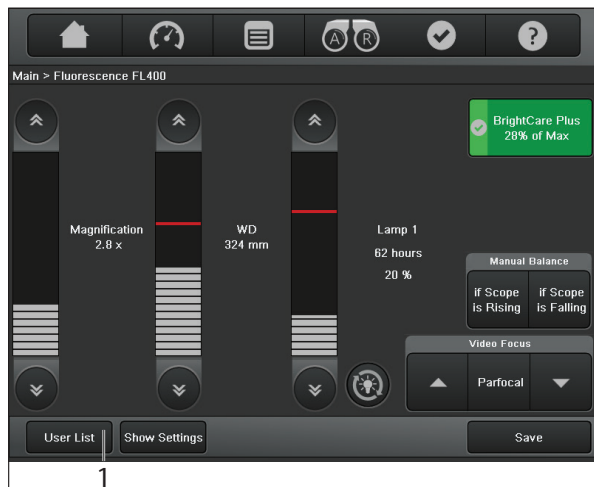 A R ?
Main > Fluorescence FL400
BrightCare Plus
28% of Max
Magnification
2.8 x
WD
324 mm
Lamp 1
62 hours
20 %
Manual Balance
if Scope
is Rising
if Scope
is Falling
Video Focus
Parfocal
User List
Show Settings
Save
1